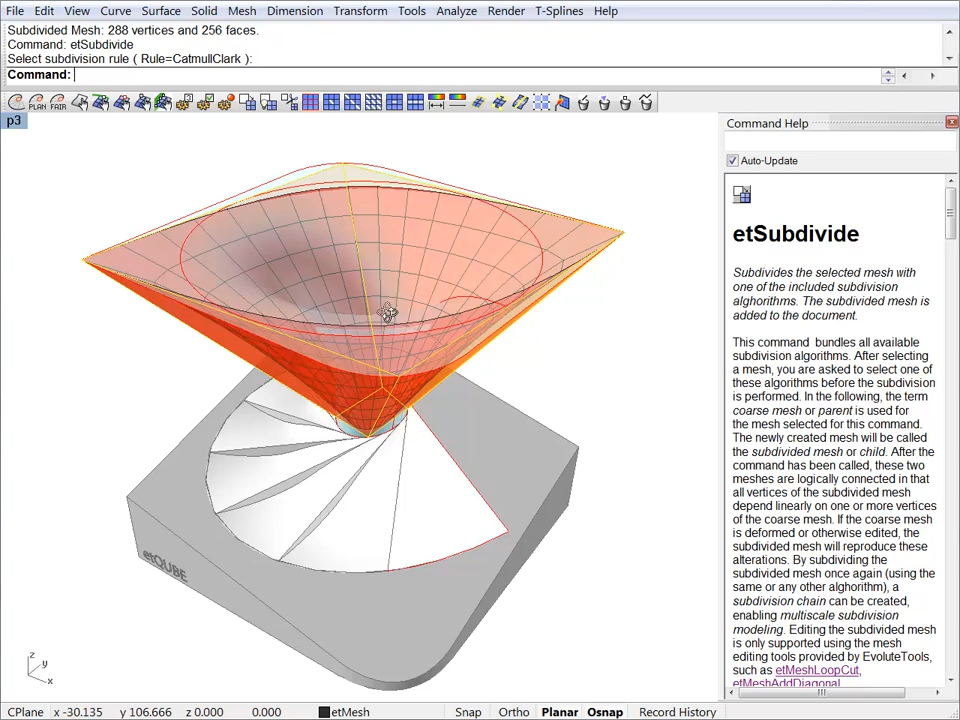 File Edit View Curve Surface Solid Mesh Dimension Transform Tools Analyze Render T-Splines Help
Subdivided Mesh: 288 vertices and 256 faces.
Command: etSubdivide
Select subdivision rule ( Rule=CatmullClark ):
Command:
PLAN FAIR
p3
Command Help
Auto-Update
etSubdivide
Subdivides the selected mesh with
one of the included subdivision
alghorithms. The subdivided mesh is
added to the document.
This command bundles all available
subdivision algorithms. After selecting
a mesh, you are asked to select one of
these algorithms before the subdivision
is performed. In the following, the term
coarse mesh or parent is used for
the mesh selected for this command.
The newly created mesh will be called
the subdivided mesh or child. After the
command has been called, these two
meshes are logically connected in that
all vertices of the subdivided mesh
depend linearly on one or more vertices
of the coarse mesh. If the coarse mesh
is deformed or otherwise edited, the
subdivided mesh will reproduce these
alterations. By subdividing the
subdivided mesh once again (using the
same or any other alghorithm), a
subdivision chain can be created,
enabling multiscale subdivision
modeling. Editing the subdivided mesh
is only supported using the mesh
editing tools provided by EvoluteTools,
such as etMeshLoopCut,
etMeshAddDiagonal
etQUBE
z
y
x
CPlane x -30.135 y 106.666 z 0.000 0.000 etMesh Snap Ortho Planar Osnap Record History